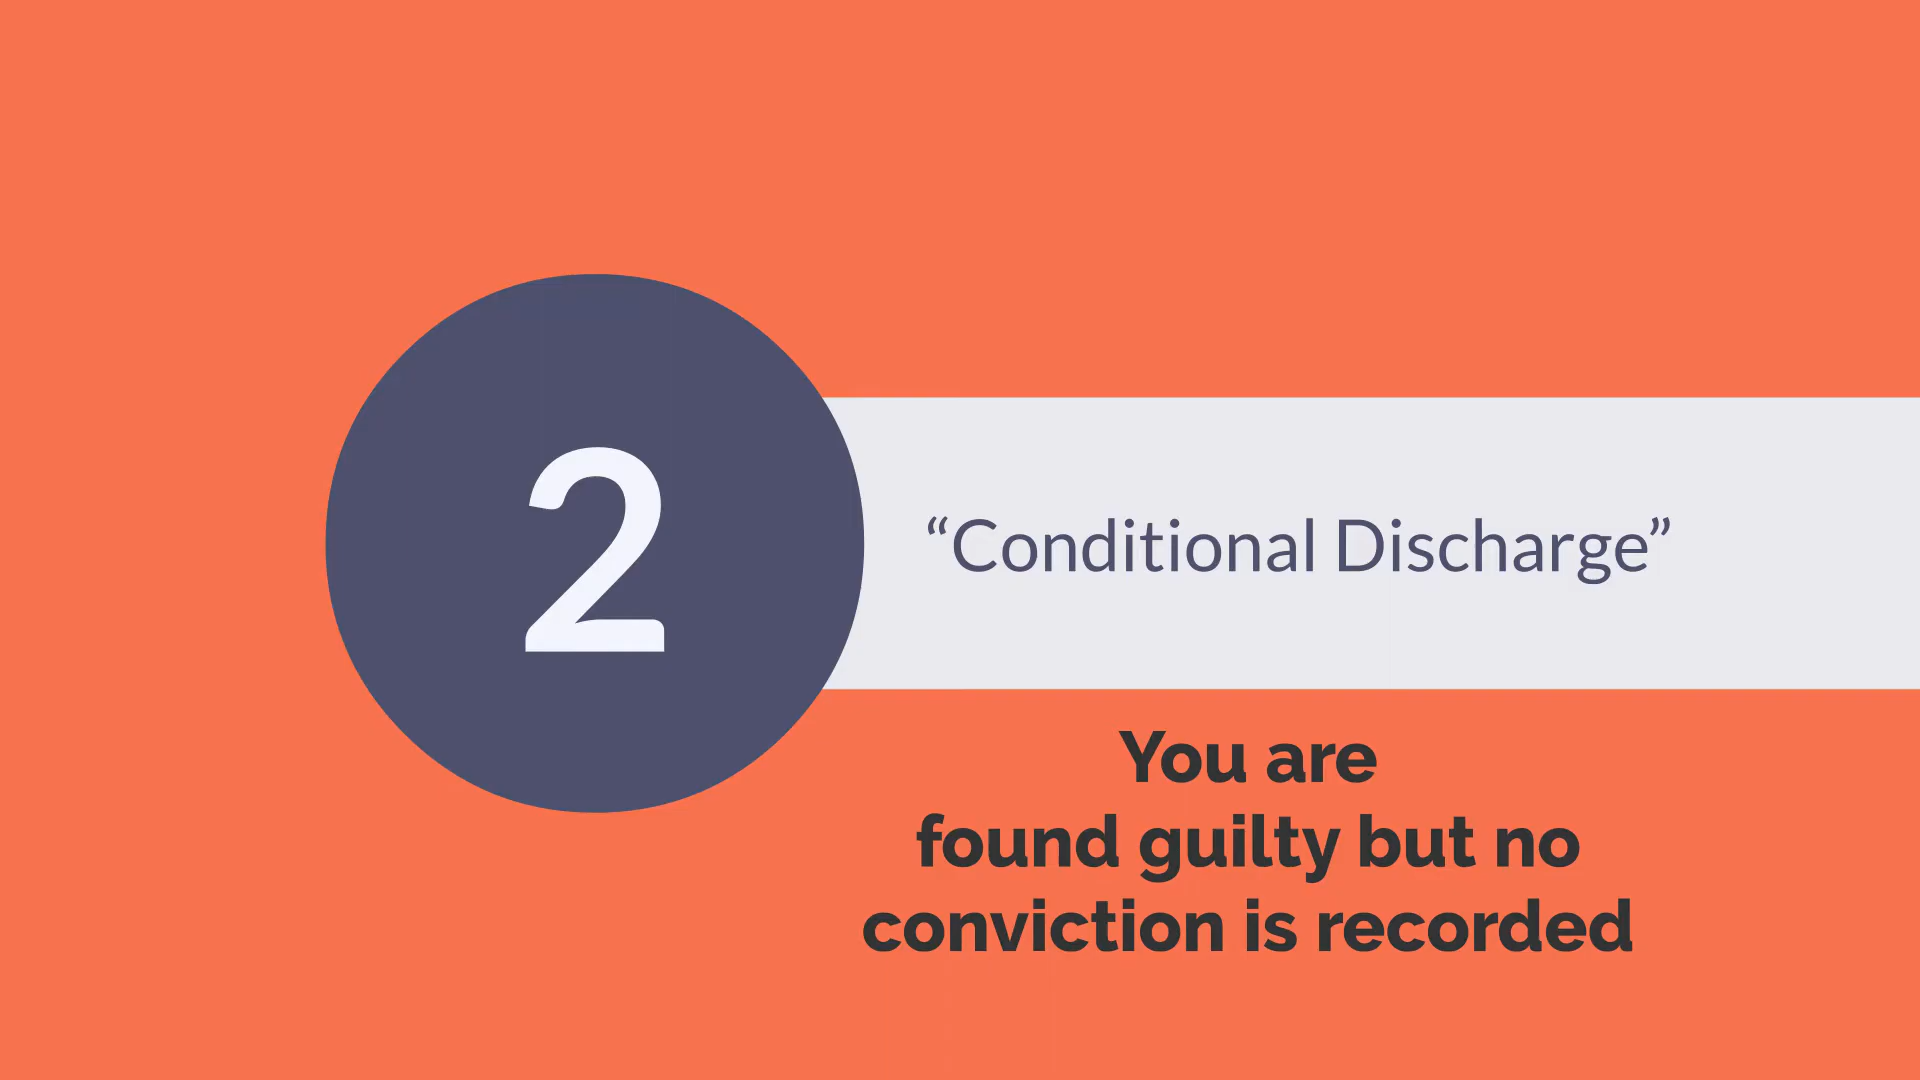 2
“Conditional Discharge”
You are
found guilty but no
conviction is recorded